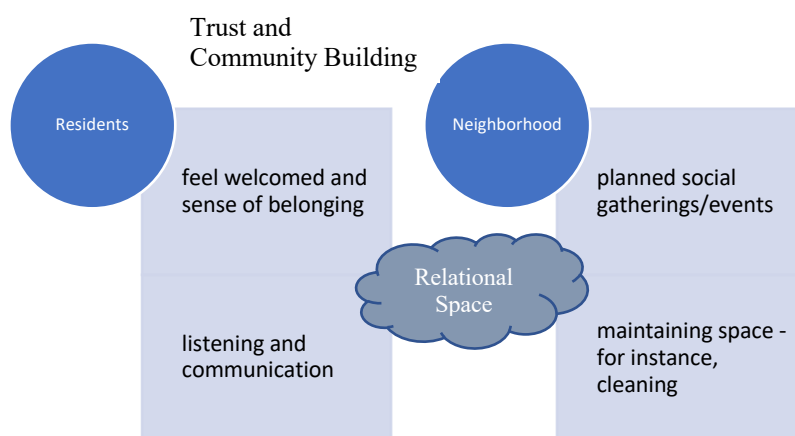 Trust and
Community Building
Residents
Neighborhood
feel welcomed and
sense of belonging
planned social
gatherings/events
Relational
Space
listening and
communication
maintaining space -
for instance,
cleaning